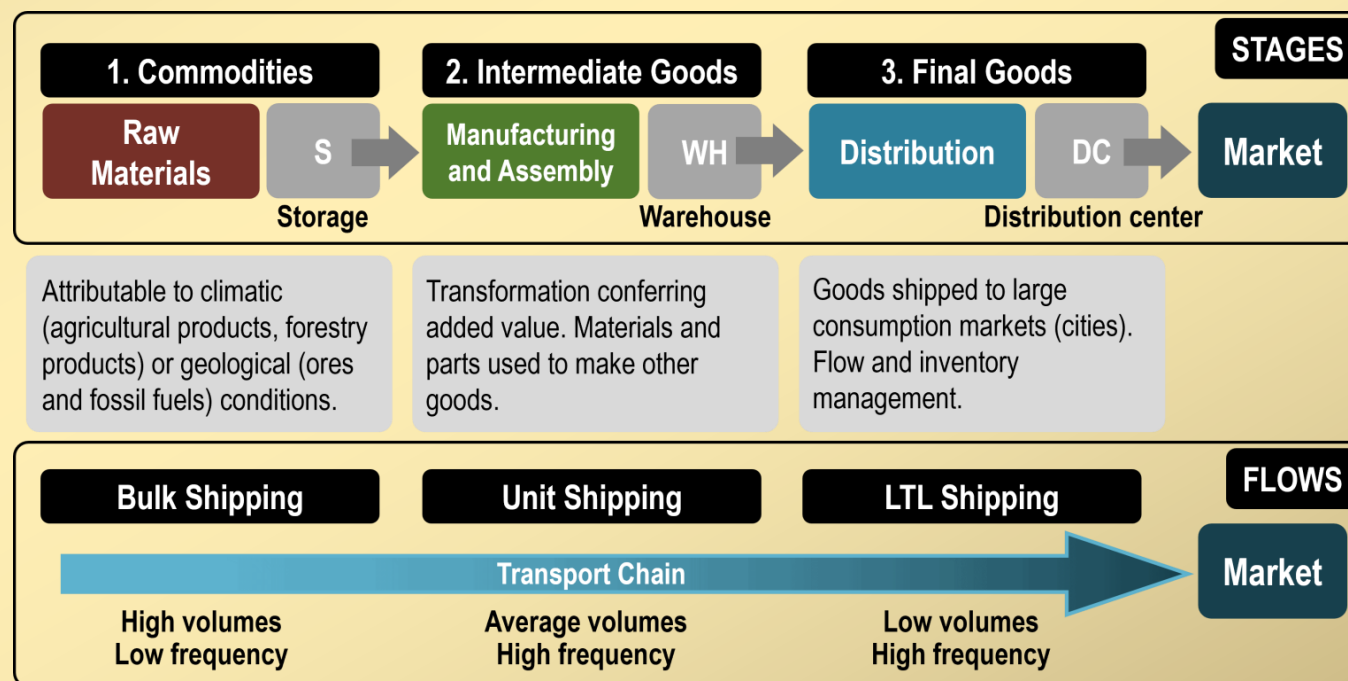 STAGES
1. Commodities
2. Intermediate Goods
3. Final Goods
Raw
Materials
S
Manufacturing
and Assembly
WH
Distribution
DC
Market
Storage
Warehouse
Distribution center
Attributable to climatic
(agricultural products, forestry
products) or geological (ores
and fossil fuels) conditions.
Transformation conferring
added value. Materials and
parts used to make other
goods.
Goods shipped to large
consumption markets (cities).
Flow and inventory
management.
FLOWS
Bulk Shipping
Unit Shipping
LTL Shipping
Transport Chain
Market
High volumes
Low frequency
Average volumes
High frequency
Low volumes
High frequency